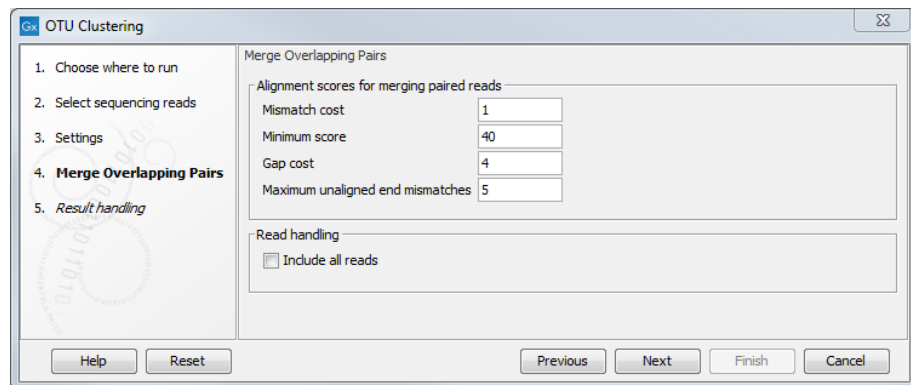 Gx OTU Clustering
1. Choose where to run
2. Select sequencing reads
3. Settings
4. Merge Overlapping Pairs
5. Result handling
Merge Overlapping Pairs
Alignment scores for merging paired reads
Mismatch cost 1
Minimum score 40
Gap cost 4
Maximum unaligned end mismatches 5
Read handling
Include all reads
Help Reset Previous Next Finish Cancel